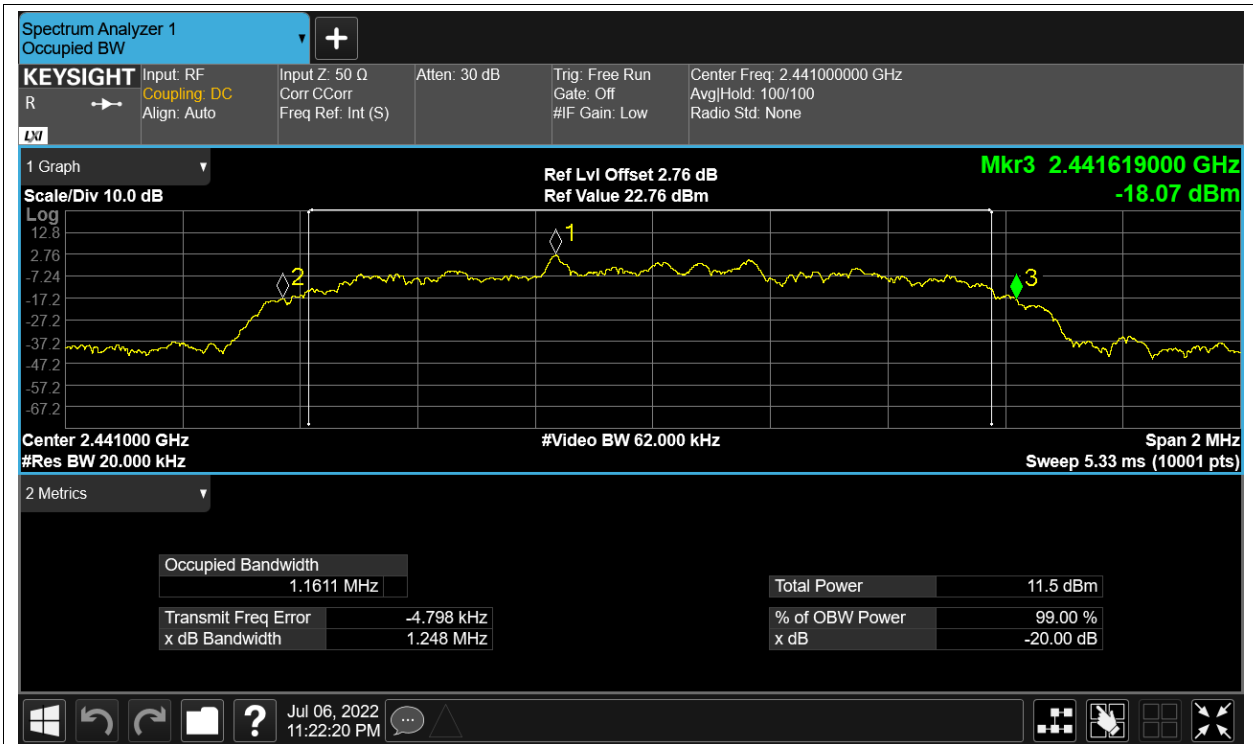 Spectrum Analyzer 1
Occupied BW
KEYSIGHT
R
LXI
Input: RF
Coupling: DC
Align: Auto
Input Z: 50 Ω
Corr CCorr
Freq Ref: Int (S)
Atten: 30 dB
Trig: Free Run
Gate: Off
#IF Gain: Low
Center Freq: 2.441000000 GHz
Avg|Hold: 100/100
Radio Std: None
1 Graph
Scale/Div 10.0 dB
Ref Lvl Offset 2.76 dB
Ref Value 22.76 dBm
Mkr3 2.441619000 GHz
-18.07 dBm
Log
12.8
2.76
-7.24
-17.2
-27.2
-37.2
-47.2
-57.2
-67.2
1
2
3
Center 2.441000 GHz
#Res BW 20.000 kHz
#Video BW 62.000 kHz
Span 2 MHz
Sweep 5.33 ms (10001 pts)
2 Metrics
Occupied Bandwidth
1.1611 MHz
Transmit Freq Error -4.798 kHz
x dB Bandwidth 1.248 MHz
Total Power 11.5 dBm
% of OBW Power 99.00 %
x dB -20.00 dB
?
Jul 06, 2022
11:22:20 PM